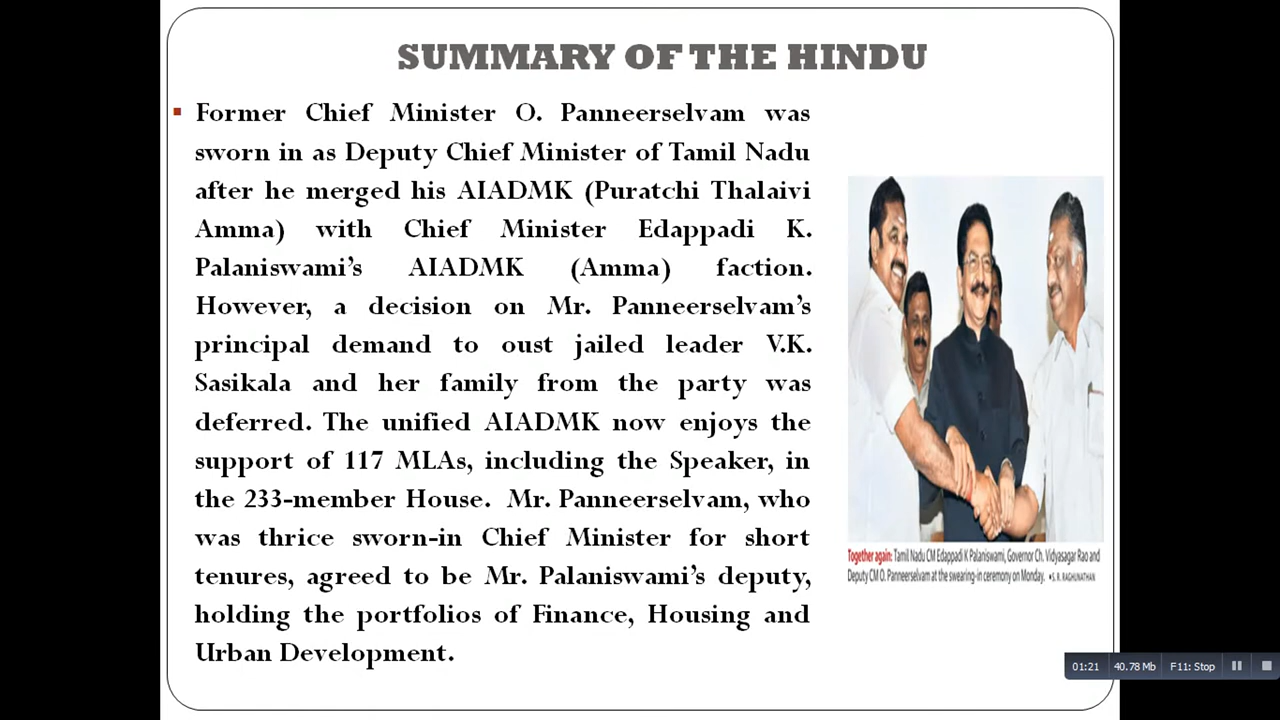 SUMMARY OF THE HINDU
Former Chief Minister O. Panneerselvam was
sworn in as Deputy Chief Minister of Tamil Nadu
after he merged his AIADMK (Puratchi Thalaivi
Amma) with Chief Minister Edappadi K.
Palaniswami’s AIADMK (Amma) faction.
However, a decision on Mr. Panneerselvam’s
principal demand to oust jailed leader V.K.
Sasikala and her family from the party was
deferred. The unified AIADMK now enjoys the
support of 117 MLAs, including the Speaker, in
the 233-member House. Mr. Panneerselvam, who
was thrice sworn-in Chief Minister for short
tenures, agreed to be Mr. Palaniswami’s deputy,
holding the portfolios of Finance, Housing and
Urban Development.
Together again: Tamil Nadu CM Edappadi K Palaniswami, Governor Ch. Vidyasagar Rao and
Deputy CM O. Panneerselvam at the swearing-in ceremony on Monday. •S. R. RAGHUNATHAN
01:21 40.78 Mb F11: Stop